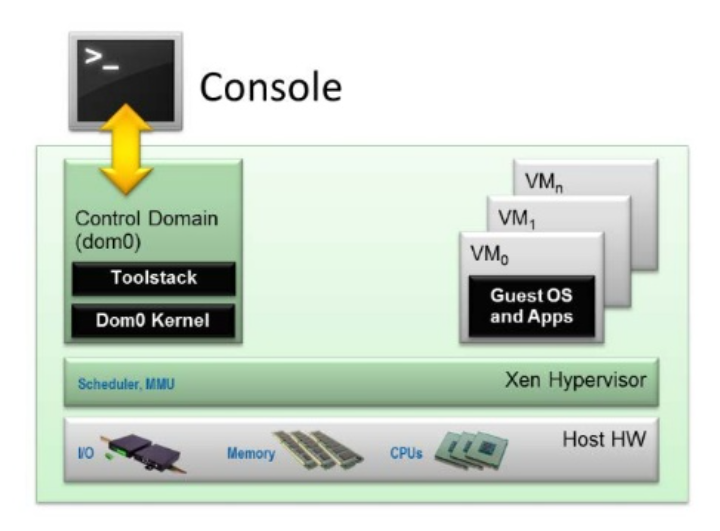 >_
Console
Control Domain
(dom0)
Toolstack
Dom0 Kernel
VMₙ
VM₁
VM₀
Guest OS
and Apps
Scheduler, MMU
Xen Hypervisor
I/O
Memory
CPUs
Host HW